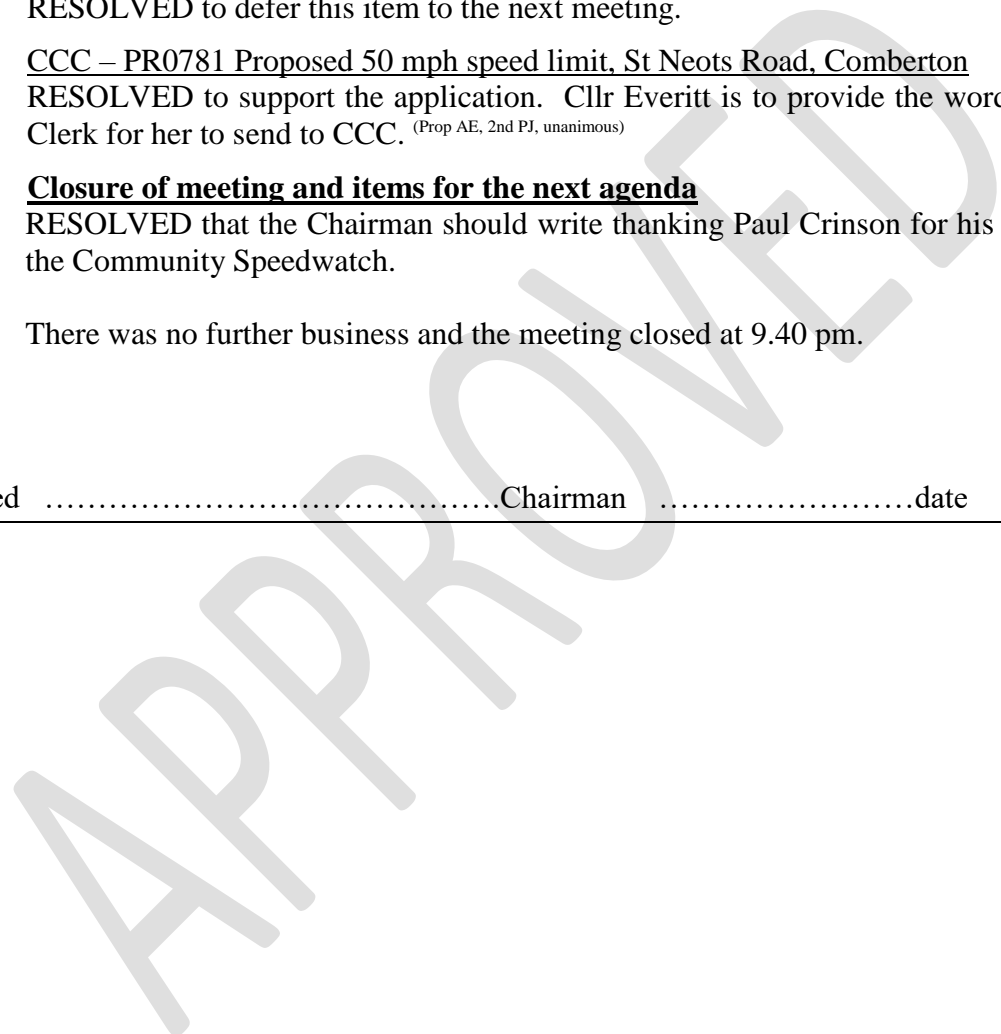 RESOLVED to defer this item to the next meeting.
CCC – PR0781 Proposed 50 mph speed limit, St Neots Road, Comberton
RESOLVED to support the application.  Cllr Everitt is to provide the word
Clerk for her to send to CCC. (Prop AE, 2nd PJ, unanimous)
Closure of meeting and items for the next agenda
RESOLVED that the Chairman should write thanking Paul Crinson for his
the Community Speedwatch.
There was no further business and the meeting closed at 9.40 pm.
ed …………………………………….Chairman ……………………date
APPROVED